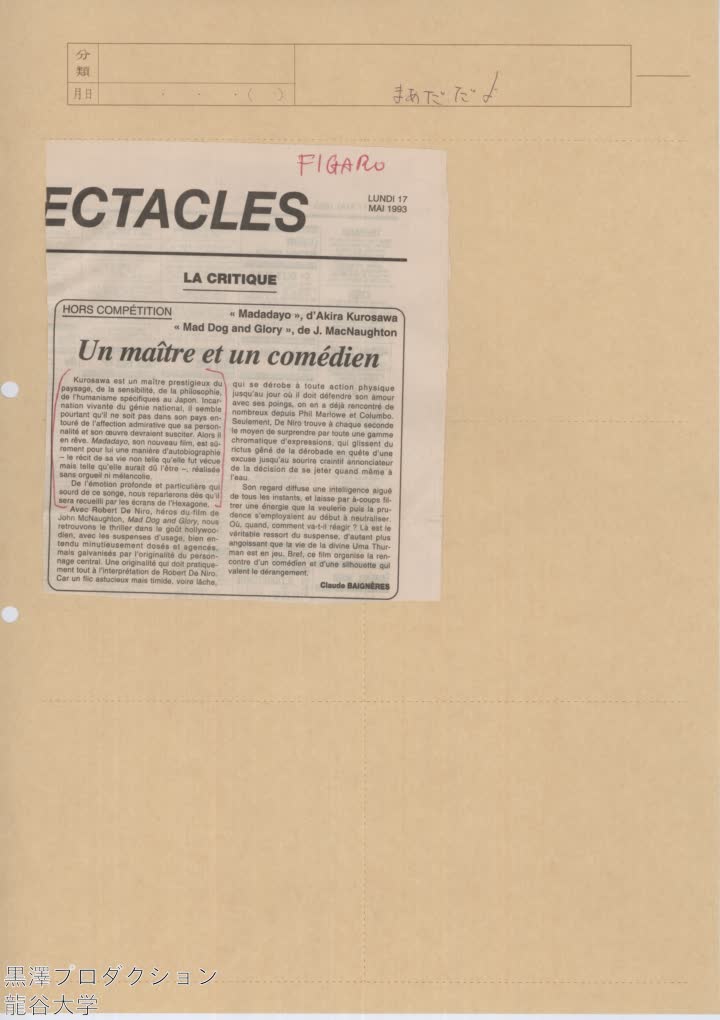 分類
月日 ・ ・ ・( )
まあだだよ
FIGARO
ECTACLES
LUNDI 17
MAI 1993
LA CRITIQUE
HORS COMPÉTITION
« Madadayo », d'Akira Kurosawa
« Mad Dog and Glory », de J. MacNaughton
Un maître et un comédien
Kurosawa est un maître prestigieux du
paysage, de la sensibilité, de la philosophie,
de l'humanisme spécifiques au Japon. Incar-
nation vivante du génie national, il semble
pourtant qu'il ne soit pas dans son pays en-
touré de l'affection admirative que sa person-
nalité et son œuvre devraient susciter. Alors il
en rêve. Madadayo, son nouveau film, est sû-
rement pour lui une manière d'autobiographie
– le récit de sa vie non telle qu'elle fut vécue
mais telle qu'elle aurait dû l'être –, réalisée
sans orgueil ni mélancolie.
De l'émotion profonde et particulière qui
sourd de ce songe, nous reparlerons dès qu'il
sera recueilli par les écrans de l'Hexagone.
Avec Robert De Niro, héros du film de
John McNaughton, Mad Dog and Glory, nous
retrouvons le thriller dans le goût hollywoo-
dien, avec les suspenses d'usage, bien en-
tendu minutieusement dosés et agencés,
mais galvanisés par l'originalité du person-
nage central. Une originalité qui doit pratique-
ment tout à l'interprétation de Robert De Niro.
Car un flic astucieux mais timide, voire lâche,
qui se dérobe à toute action physique
jusqu'au jour où il doit défendre son amour
avec ses poings, on en a déjà rencontré de
nombreux depuis Phil Marlowe et Columbo.
Seulement, De Niro trouve à chaque seconde
le moyen de surprendre par toute une gamme
chromatique d'expressions, qui glissent du
rictus gêné de la dérobade en quête d'une
excuse jusqu'au sourire craintif annonciateur
de la décision de se jeter quand même à
l'eau.
Son regard diffuse une intelligence aiguë
de tous les instants, et laisse par à-coups fil-
trer une énergie que la veulerie puis la pru-
dence s'employaient au début à neutraliser.
Où, quand, comment va-t-il réagir ? Là est le
véritable ressort du suspense, d'autant plus
angoissant que la vie de la divine Uma Thur-
man est en jeu. Bref, ce film organise la ren-
contre d'un comédien et d'une silhouette qui
valent le dérangement.
Claude BAIGNÈRES
黒澤プロダクション
龍谷大学